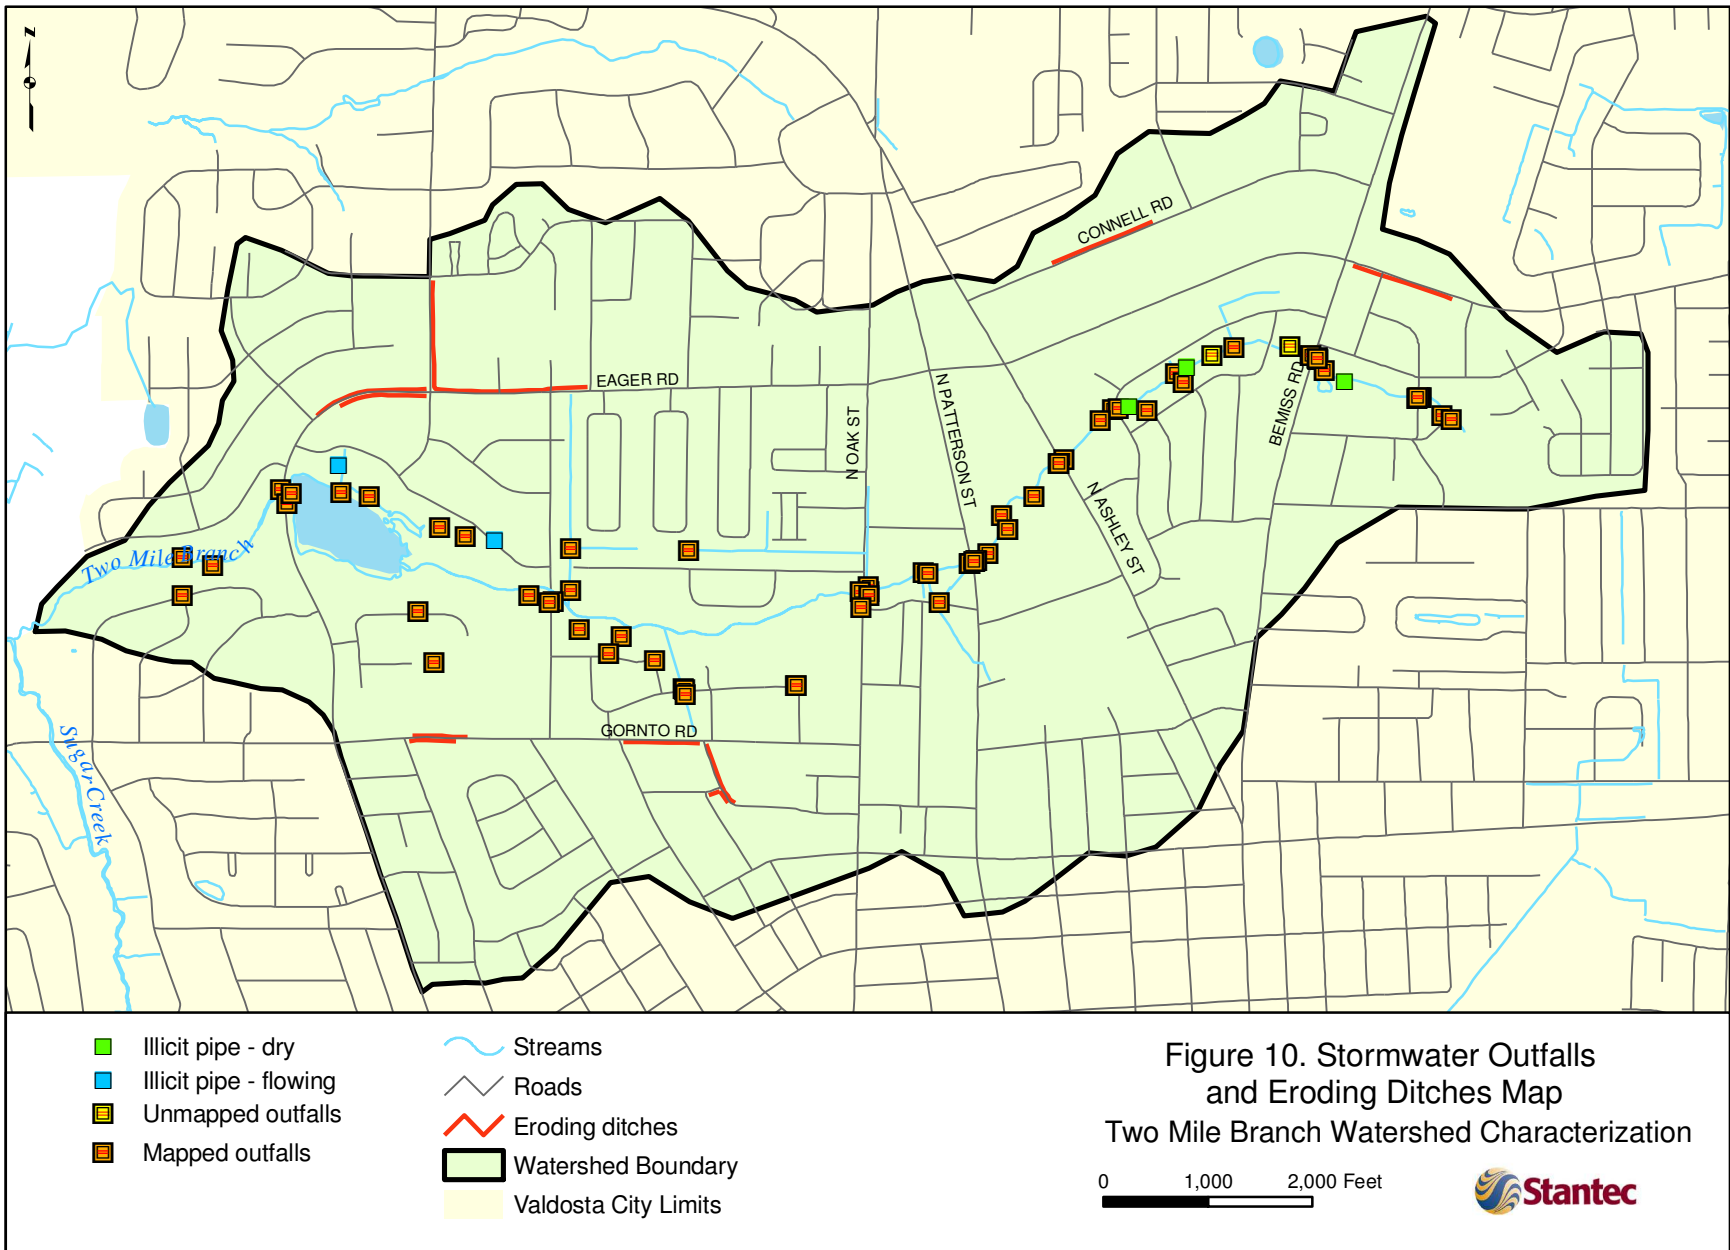 N
CONNELL RD
EAGER RD
N PATTERSON ST
N OAK ST
BEMISS RD
N ASHLEY ST
Two Mile Branch
GORNTO RD
Sugar Creek
Illicit pipe - dry
Illicit pipe - flowing
Unmapped outfalls
Mapped outfalls
Streams
Roads
Eroding ditches
Watershed Boundary
Valdosta City Limits
Figure 10. Stormwater Outfalls
and Eroding Ditches Map
Two Mile Branch Watershed Characterization
0 1,000 2,000 Feet
Stantec